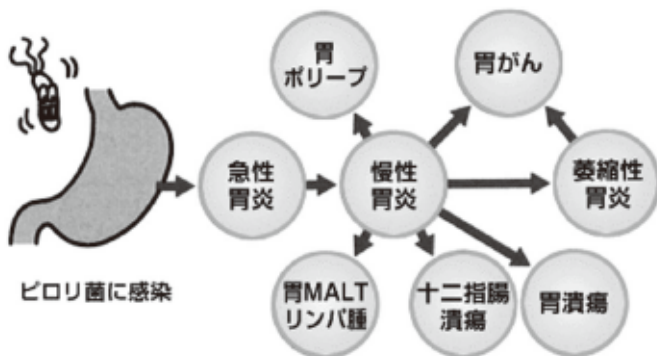 胃
ポリープ
胃がん
急性
胃炎
慢性
胃炎
萎縮性
胃炎
ピロリ菌に感染
胃MALT
リンパ腫
十二指腸
潰瘍
胃潰瘍